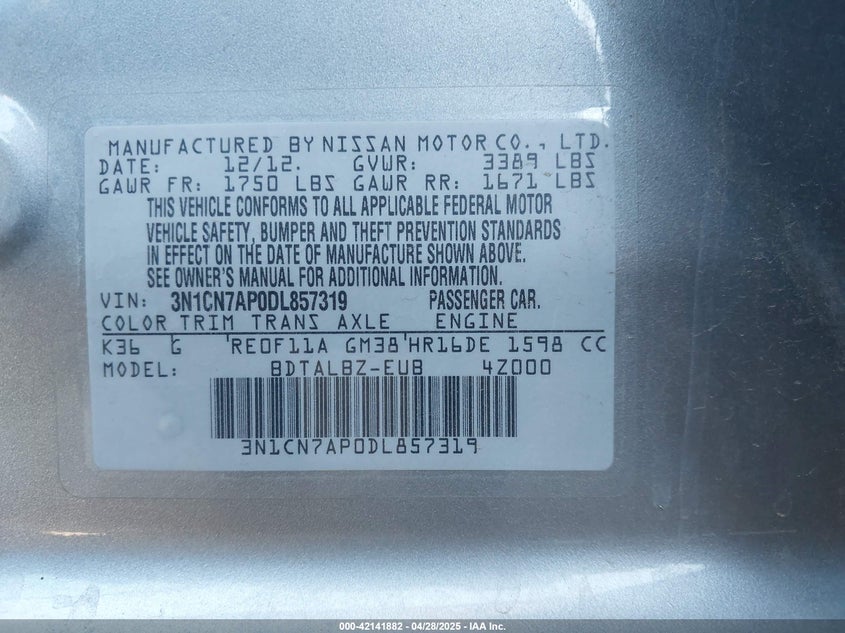 MANUFACTURED BY NISSAN MOTOR CO., LTD.
DATE: 12/12. GVWR: 3389 LBS
GAWR FR: 1750 LBS GAWR RR: 1671 LBS
THIS VEHICLE CONFORMS TO ALL APPLICABLE FEDERAL MOTOR
VEHICLE SAFETY, BUMPER AND THEFT PREVENTION STANDARDS
IN EFFECT ON THE DATE OF MANUFACTURE SHOWN ABOVE.
SEE OWNER'S MANUAL FOR ADDITIONAL INFORMATION.
VIN: 3N1CN7AP0DL857319 PASSENGER CAR.
COLOR TRIM TRANS AXLE ENGINE
K36 G RE0F11A GM38 HR16DE 1598 CC
MODEL: BDTALBZ-EUB 4Z000
3N1CN7AP0DL857319
000-42141882 | 04/28/2025 - IAA Inc.